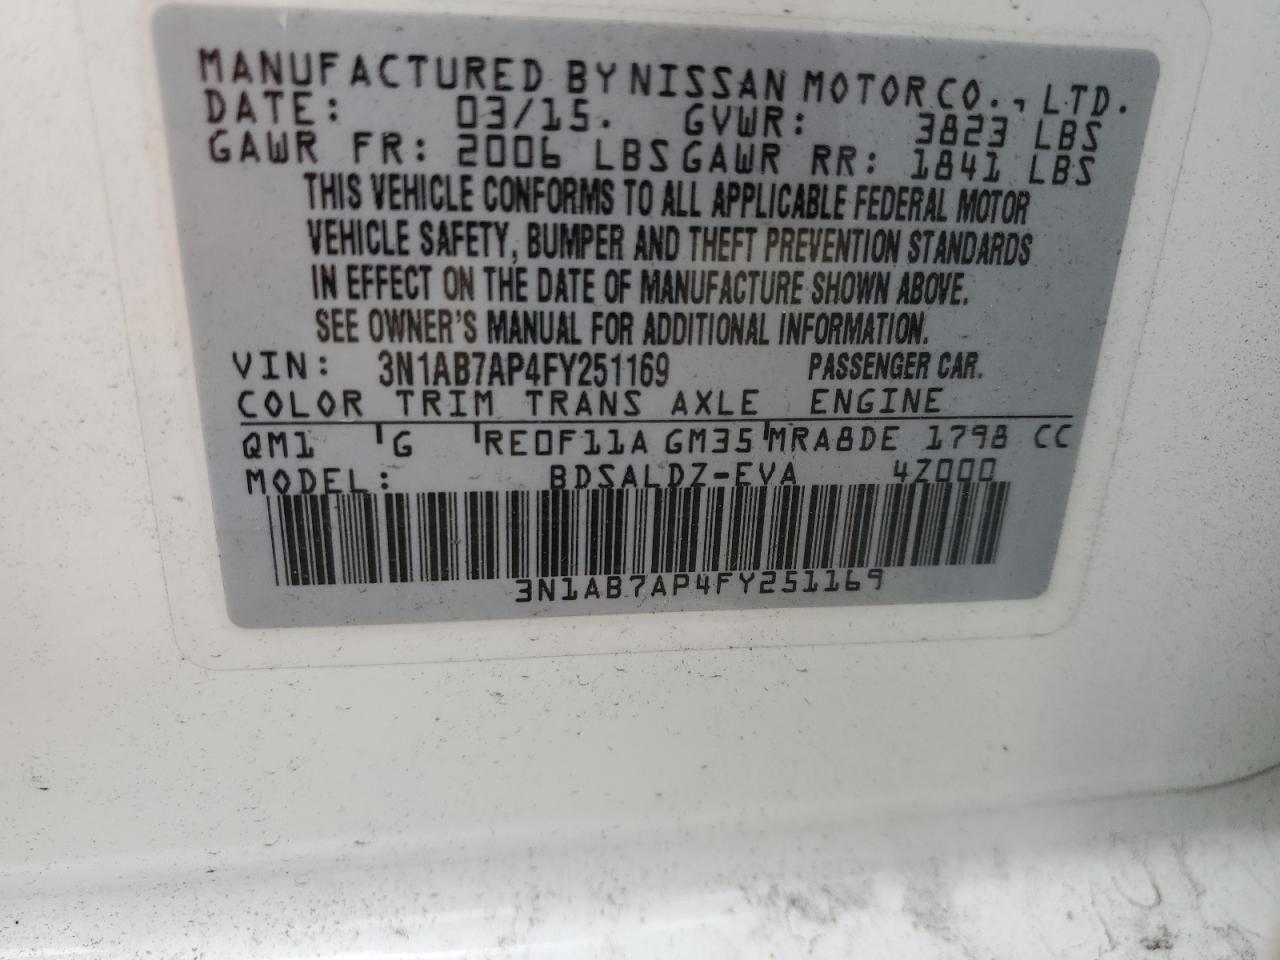 MANUFACTURED BY NISSAN MOTOR CO., LTD.
DATE: 03/15. GVWR: 3823 LBS
GAWR FR: 2006 LBS GAWR RR: 1841 LBS
THIS VEHICLE CONFORMS TO ALL APPLICABLE FEDERAL MOTOR
VEHICLE SAFETY, BUMPER AND THEFT PREVENTION STANDARDS
IN EFFECT ON THE DATE OF MANUFACTURE SHOWN ABOVE.
SEE OWNER'S MANUAL FOR ADDITIONAL INFORMATION.
VIN: 3N1AB7AP4FY251169 PASSENGER CAR.
COLOR TRIM TRANS AXLE ENGINE
QM1 G RE0F11A GM35 MRA8DE 1798 CC
MODEL: BDSALDZ-EVA 4Z000
3N1AB7AP4FY251169